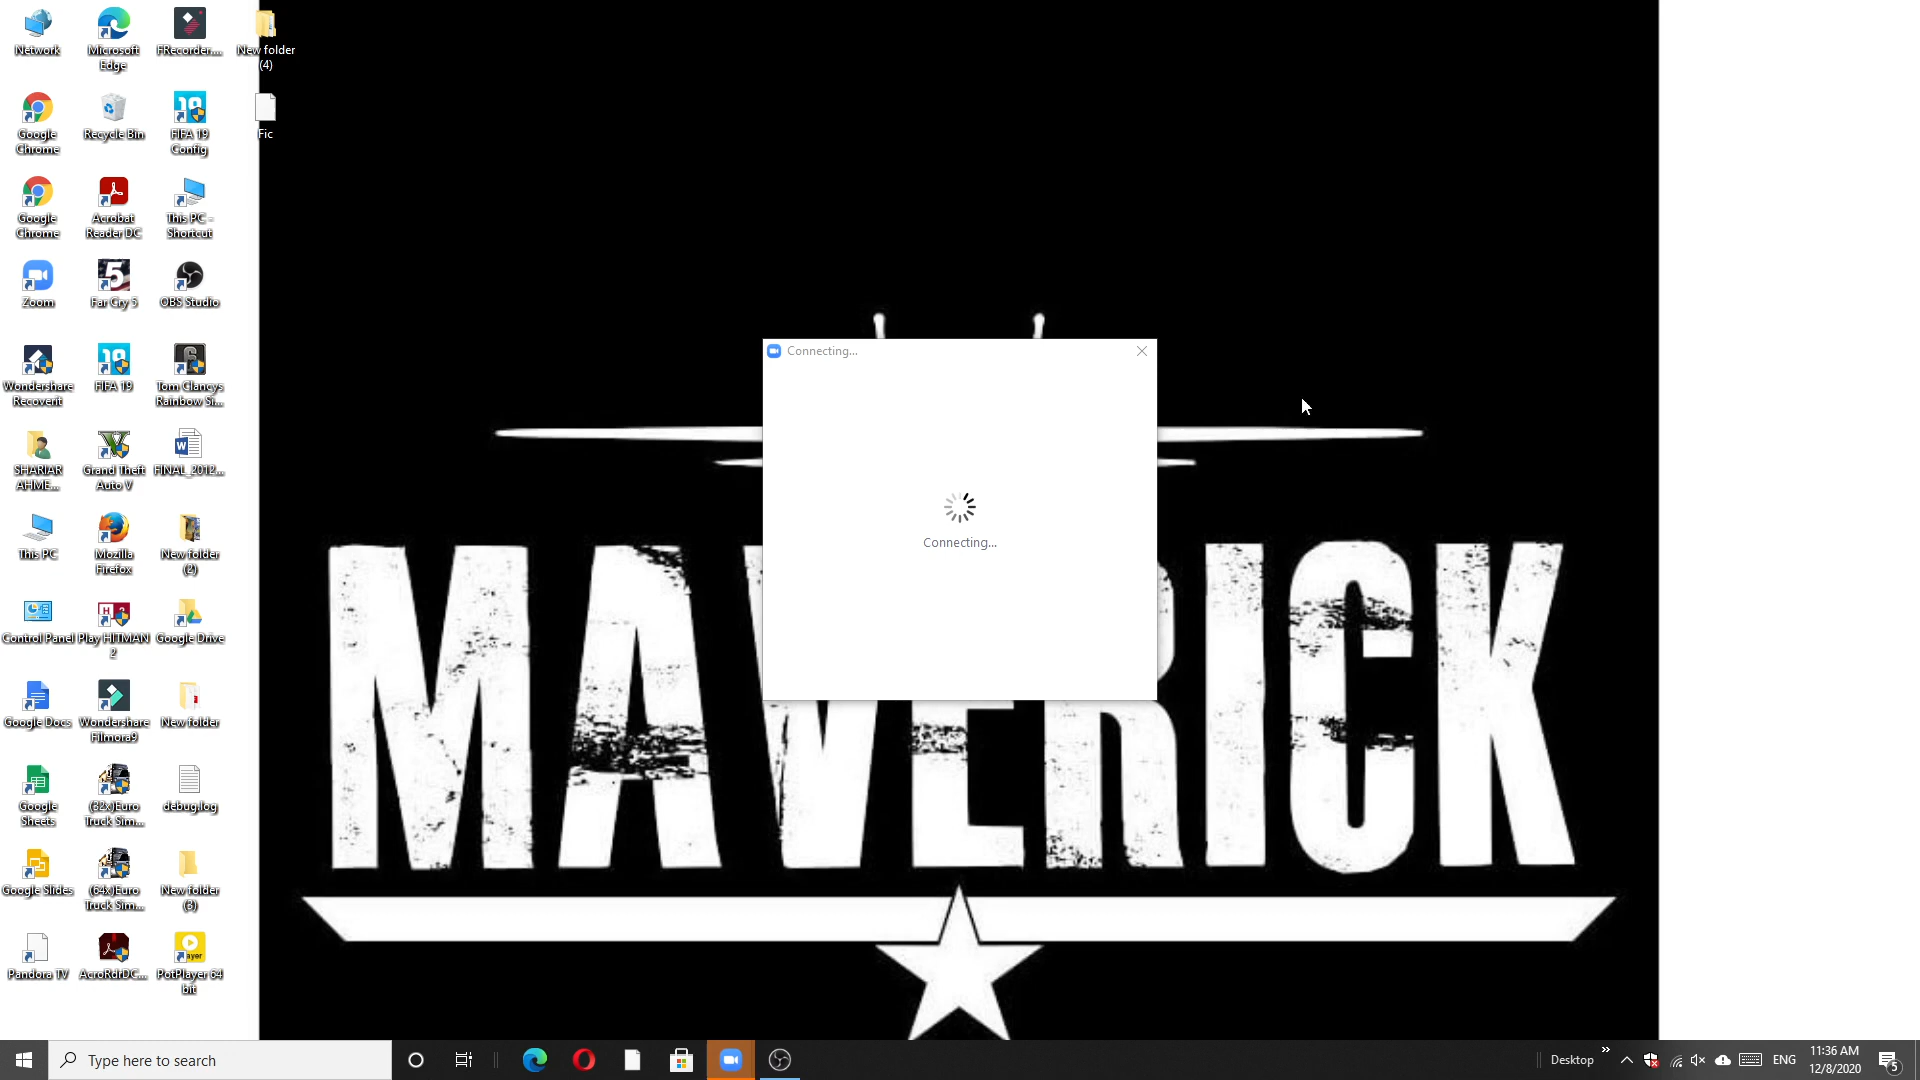 Network
Microsoft
Edge
FRecorder....
New folder
(4)
Google
Chrome
Recycle Bin
FIFA 19
Config
Fic
Google
Chrome
Acrobat
Reader DC
This PC -
Shortcut
Zoom
Far Cry 5
OBS Studio
Wondershare
Recoverit
FIFA 19
Tom Clancys
Rainbow Si...
SHARIAR
AHME...
Grand Theft
Auto V
FINAL_2012...
This PC
Mozilla
Firefox
New folder
(2)
Control Panel
Play HITMAN
2
Google Drive
Google Docs
Wondershare
Filmora9
New folder
Google
Sheets
(32x)Euro
Truck Sim...
debug.log
Google Slides
(64x)Euro
Truck Sim...
New folder
(3)
Pandora TV
AcroRdrDC...
PotPlayer 64
bit
Connecting...
Connecting...
MAVERICK
Type here to search
Desktop
ENG
11:36 AM
12/8/2020
5